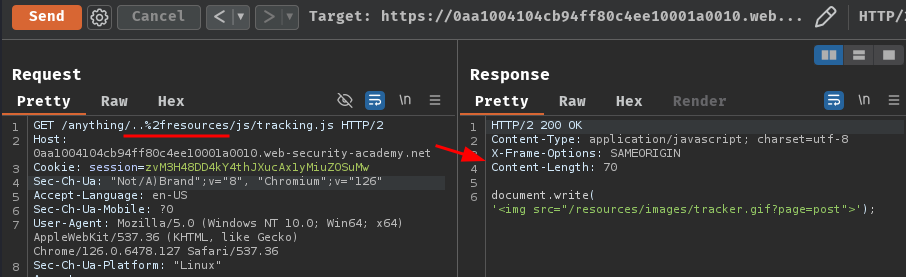 Send Cancel < > Target: https://0aa1004104cb94ff80c4ee10001a0010.web... HTTP/2
Request
Pretty Raw Hex \n
1 GET /anything/..%2fresources/js/tracking.js HTTP/2
2 Host:
0aa1004104cb94ff80c4ee10001a0010.web-security-academy.net
3 Cookie: session=zvM3H48DD4kY4thJXucAxlyMiuZOSuMw
4 Sec-Ch-Ua: "Not/A)Brand";v="8", "Chromium";v="126"
5 Accept-Language: en-US
6 Sec-Ch-Ua-Mobile: ?0
7 User-Agent: Mozilla/5.0 (Windows NT 10.0; Win64; x64)
AppleWebKit/537.36 (KHTML, like Gecko)
Chrome/126.0.6478.127 Safari/537.36
8 Sec-Ch-Ua-Platform: "Linux"
Response
Pretty Raw Hex Render \n
1 HTTP/2 200 OK
2 Content-Type: application/javascript; charset=utf-8
3 X-Frame-Options: SAMEORIGIN
4 Content-Length: 70
5
6 document.write(
'<img src="/resources/images/tracker.gif?page=post">');